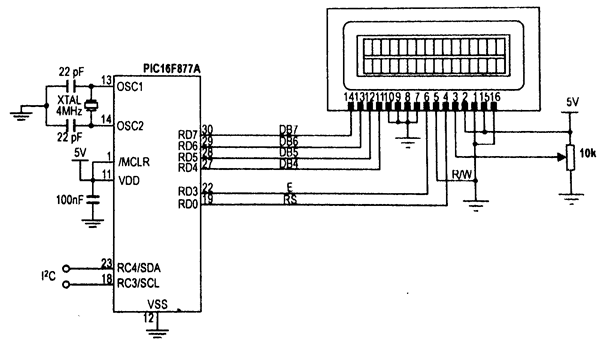 PIC16F877A
22 pF
XTAL
4MHz
22 pF
13
OSC1
14
OSC2
5V
1
/MCLR
11
VDD
100nF
I²C
23
RC4/SDA
18
RC3/SCL
VSS
12
RD7
30
DB7
RD6
29
DB6
RD5
28
DB5
RD4
27
DB4
RD3
22
E
RD0
19
RS
14 13 12 11 10 9 8 7 6 5 4 3 2 1 15 16
R/W
5V
10k